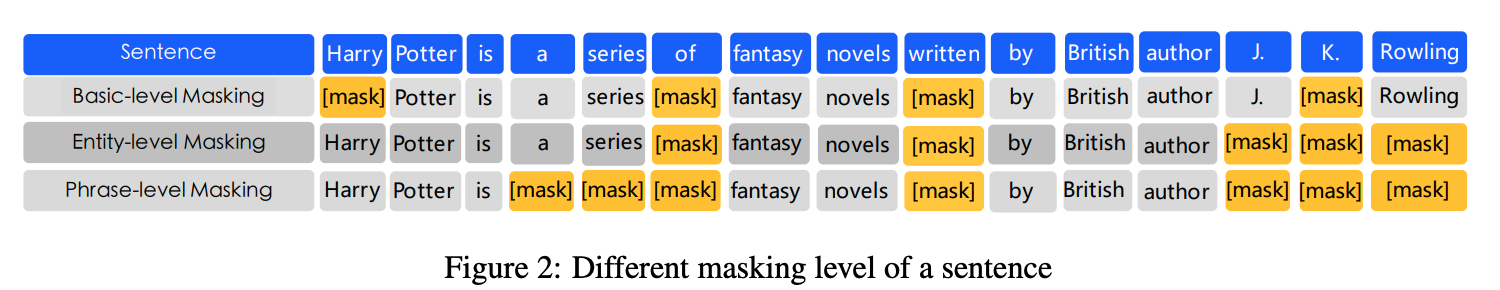 Sentence Harry Potter is a series of fantasy novels written by British author J. K. Rowling
Basic-level Masking [mask] Potter is a series [mask] fantasy novels [mask] by British author J. [mask] Rowling
Entity-level Masking Harry Potter is a series [mask] fantasy novels [mask] by British author [mask] [mask] [mask]
Phrase-level Masking Harry Potter is [mask] [mask] [mask] fantasy novels [mask] by British author [mask] [mask] [mask]
Figure 2: Different masking level of a sentence